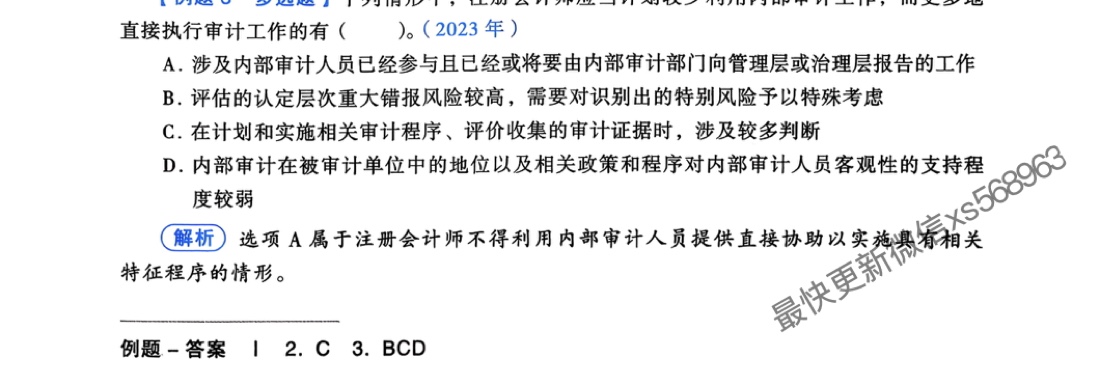 直接执行审计工作的有（　　）。（2023 年）
A. 涉及内部审计人员已经参与且已经或将要由内部审计部门向管理层或治理层报告的工作
B. 评估的认定层次重大错报风险较高，需要对识别出的特别风险予以特殊考虑
C. 在计划和实施相关审计程序、评价收集的审计证据时，涉及较多判断
D. 内部审计在被审计单位中的地位以及相关政策和程序对内部审计人员客观性的支持程
度较弱
解析 选项 A 属于注册会计师不得利用内部审计人员提供直接协助以实施具有相关
特征程序的情形。
最快更新微信xs568963
例题 – 答案 | 2. C 3. BCD